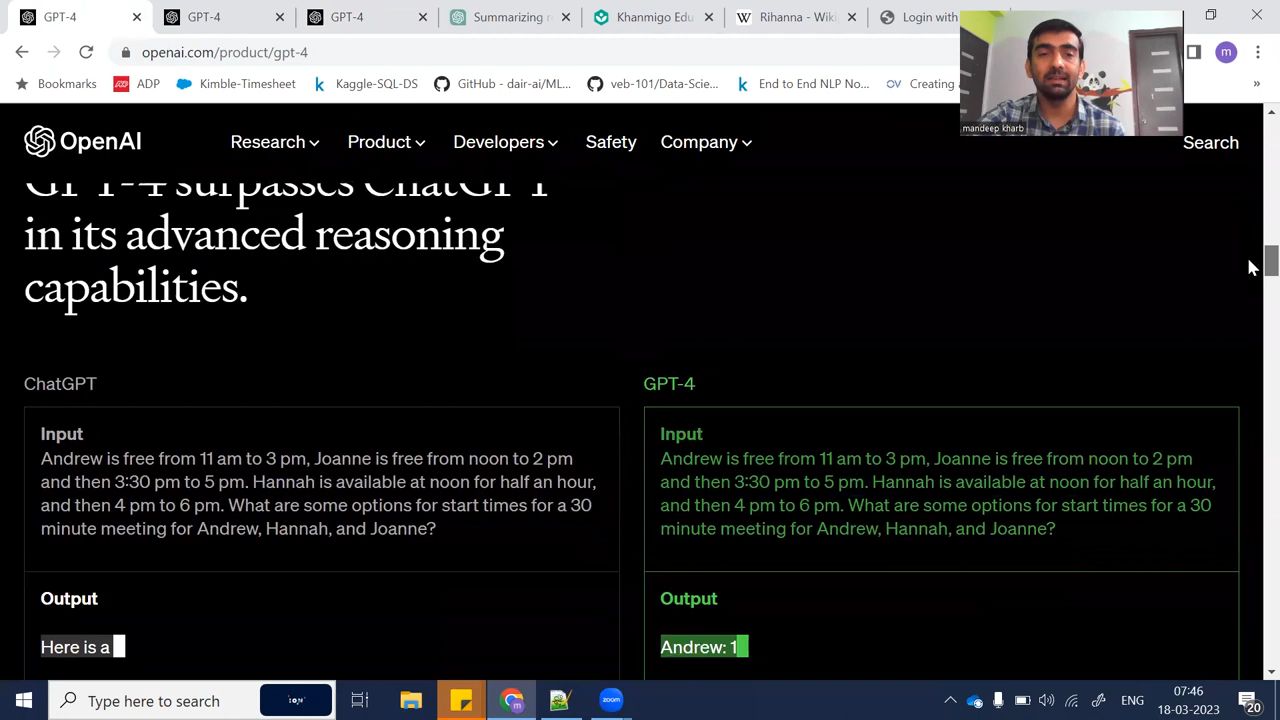 GPT-4
GPT-4
GPT-4
Summarizing r
Khanmigo Edu
Rihanna - Wiki
Login with
openai.com/product/gpt-4
m
Bookmarks
ADP
Kimble-Timesheet
Kaggle-SQL-DS
GitHub - dair-ai/ML...
veb-101/Data-Scie...
End to End NLP No...
Creating a
»
mandeep kharb
OpenAI
Research
Product
Developers
Safety
Company
Search
GPT-4 surpasses ChatGPT
in its advanced reasoning
capabilities.
ChatGPT
Input
Andrew is free from 11 am to 3 pm, Joanne is free from noon to 2 pm
and then 3:30 pm to 5 pm. Hannah is available at noon for half an hour,
and then 4 pm to 6 pm. What are some options for start times for a 30
minute meeting for Andrew, Hannah, and Joanne?
Output
Here is a
GPT-4
Input
Andrew is free from 11 am to 3 pm, Joanne is free from noon to 2 pm
and then 3:30 pm to 5 pm. Hannah is available at noon for half an hour,
and then 4 pm to 6 pm. What are some options for start times for a 30
minute meeting for Andrew, Hannah, and Joanne?
Output
Andrew: 1
Type here to search
zoom
ENG
07:46
18-03-2023
20